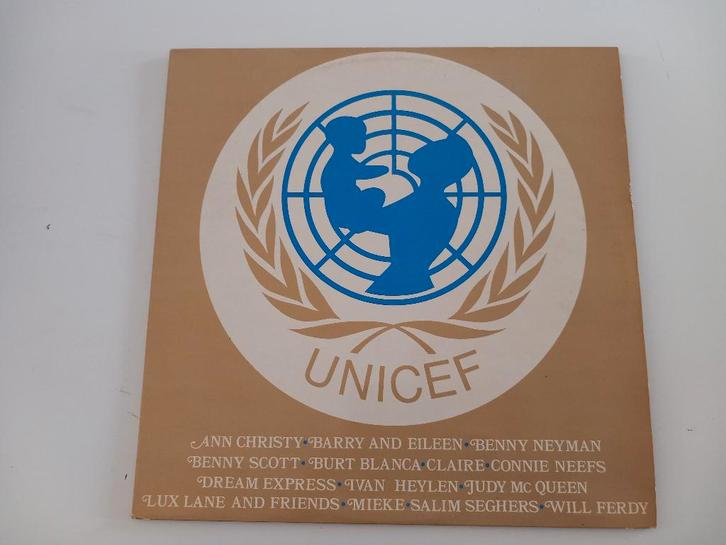 UNICEF
ANN CHRISTY•BARRY AND EILEEN•BENNY NEYMAN
BENNY SCOTT•BURT BLANCA•CLAIRE•CONNIE NEEFS
DREAM EXPRESS•IVAN HEYLEN•JUDY MC QUEEN
LUX LANE AND FRIENDS•MIEKE•SALIM SEGHERS•WILL FERDY